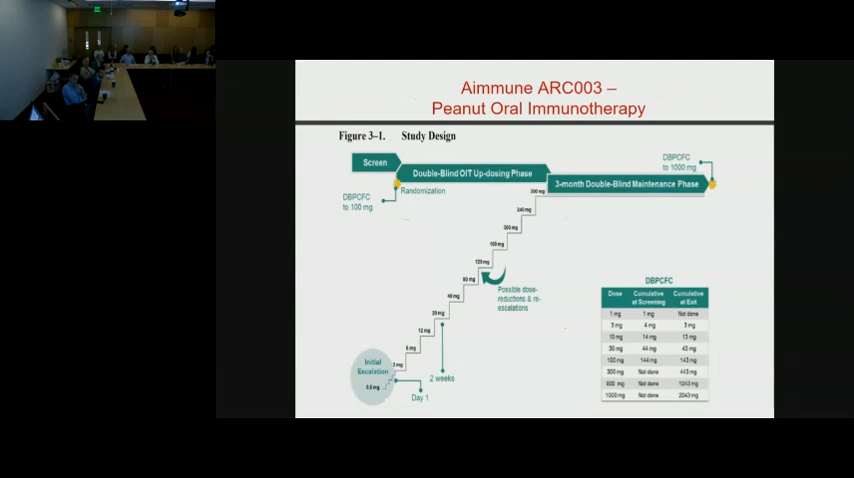 Aimmune ARC003 –
Peanut Oral Immunotherapy
Figure 3–1. Study Design
Screen
Double-Blind OIT Up-dosing Phase
3-month Double-Blind Maintenance Phase
DBPCFC
to 1000 mg
Randomization
DBPCFC
to 100 mg
300 mg
240 mg
200 mg
160 mg
120 mg
80 mg
40 mg
20 mg
12 mg
6 mg
3 mg
0.5 mg
Possible dose-
reductions & re-
escalations
Initial
Escalation
2 weeks
Day 1
DBPCFC
Dose Cumulative at Screening Cumulative at Exit
1 mg 1 mg Not done
3 mg 4 mg 3 mg
10 mg 14 mg 13 mg
30 mg 44 mg 43 mg
100 mg 144 mg 143 mg
300 mg Not done 443 mg
600 mg Not done 1043 mg
1000 mg Not done 2043 mg